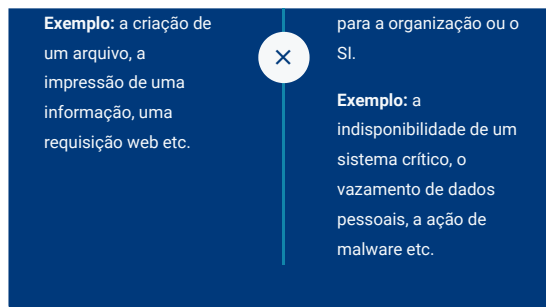 Exemplo: a criação de
um arquivo, a
impressão de uma
informação, uma
requisição web etc.
para a organização ou o
SI.
Exemplo: a
indisponibilidade de um
sistema crítico, o
vazamento de dados
pessoais, a ação de
malware etc.